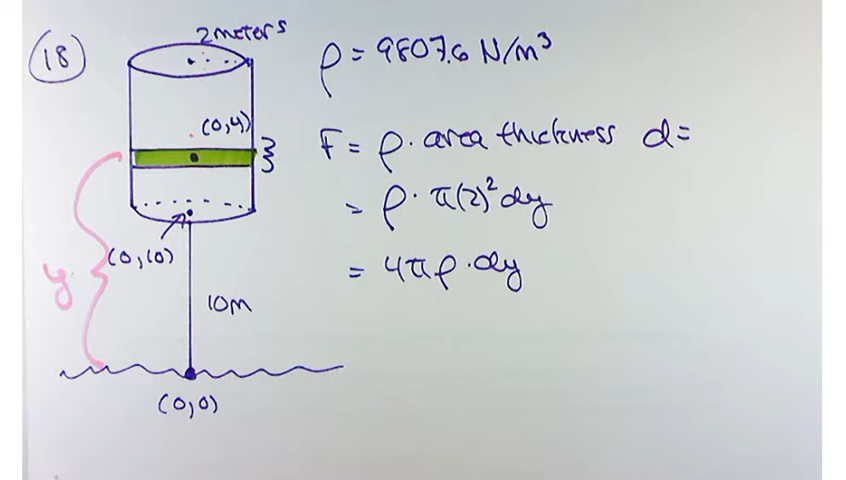 18
2 meters
ρ = 9807.6 N/m³
(0,4)
F = ρ · area thickness d =
= ρ · π(2)² dy
(0,10)
= 4πρ · dy
y
10m
(0,0)